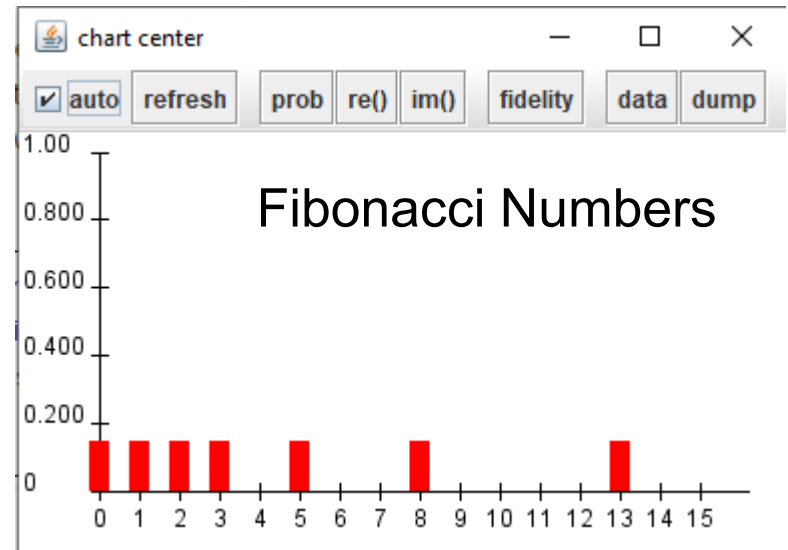 chart center
auto refresh prob re() im() fidelity data dump
1.00
Fibonacci Numbers
0.800
0.600
0.400
0.200
0
0 1 2 3 4 5 6 7 8 9 10 11 12 13 14 15